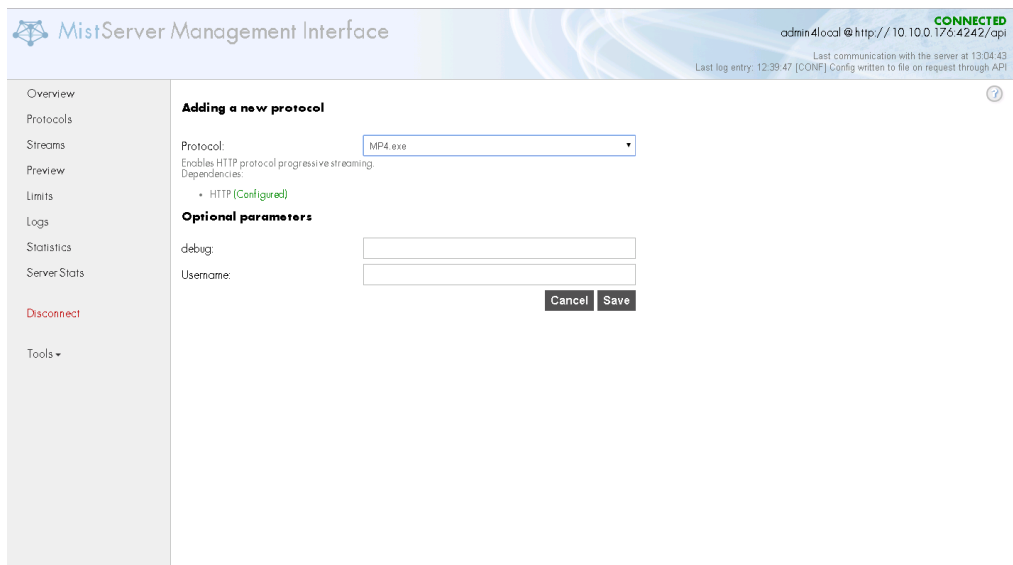 MistServer Management Interface
CONNECTED
admin4local @ http://10.10.0.176:4242/api
Last communication with the server at 13:04:43
Last log entry: 12:39:47 [CONF] Config written to file on request through API
Overview
Protocols
Streams
Preview
Limits
Logs
Statistics
Server Stats
Disconnect
Tools
?
Adding a new protocol
Protocol: MP4.exe
Enables HTTP protocol progressive streaming.
Dependencies:
• HTTP (Configured)
Optional parameters
debug:
Username:
Cancel Save